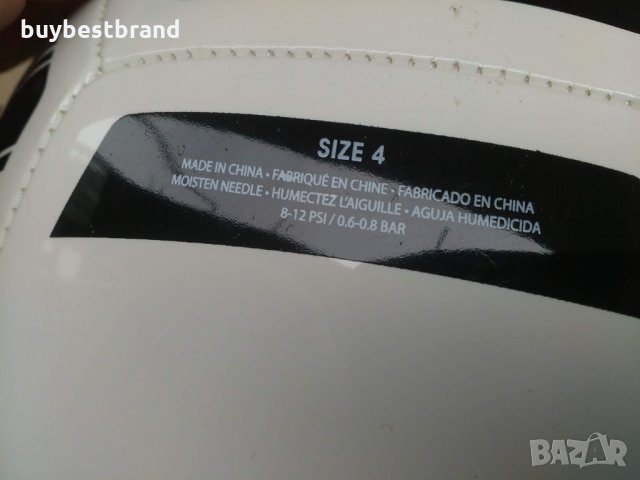 buybestbrand
SIZE 4
MADE IN CHINA • FABRIQUÉ EN CHINE • FABRICADO EN CHINA
MOISTEN NEEDLE • HUMECTEZ L'AIGUILLE • AGUJA HUMEDICIDA
8-12 PSI / 0.6-0.8 BAR
BAZAR